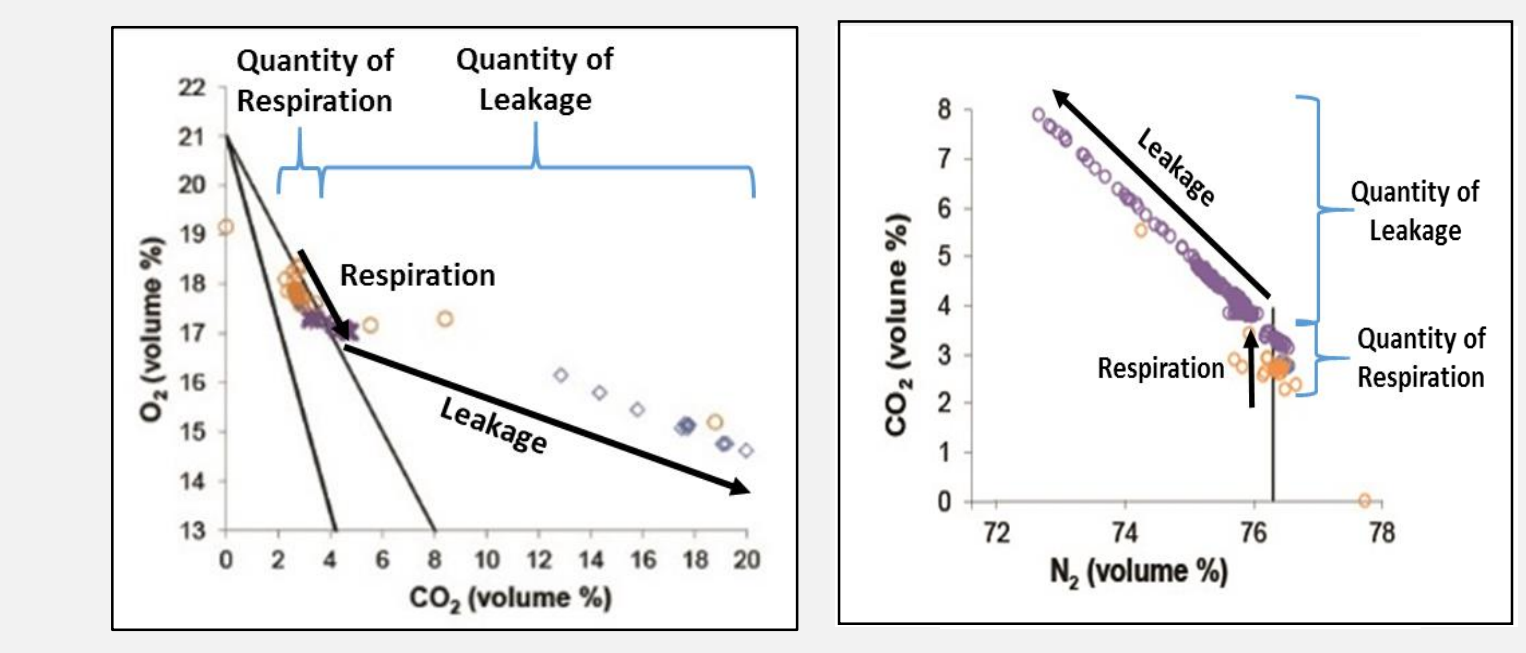 Quantity of
Respiration
Quantity of
Leakage
22
21
20
19
18
17
16
15
14
13
O2 (volume %)
Respiration
Leakage
0 2 4 6 8 10 12 14 16 18 20
CO2 (volume %)
8
7
6
5
4
3
2
1
0
CO2 (volune %)
Leakage
Quantity of
Leakage
Respiration
Quantity of
Respiration
72 74 76 78
N2 (volume %)